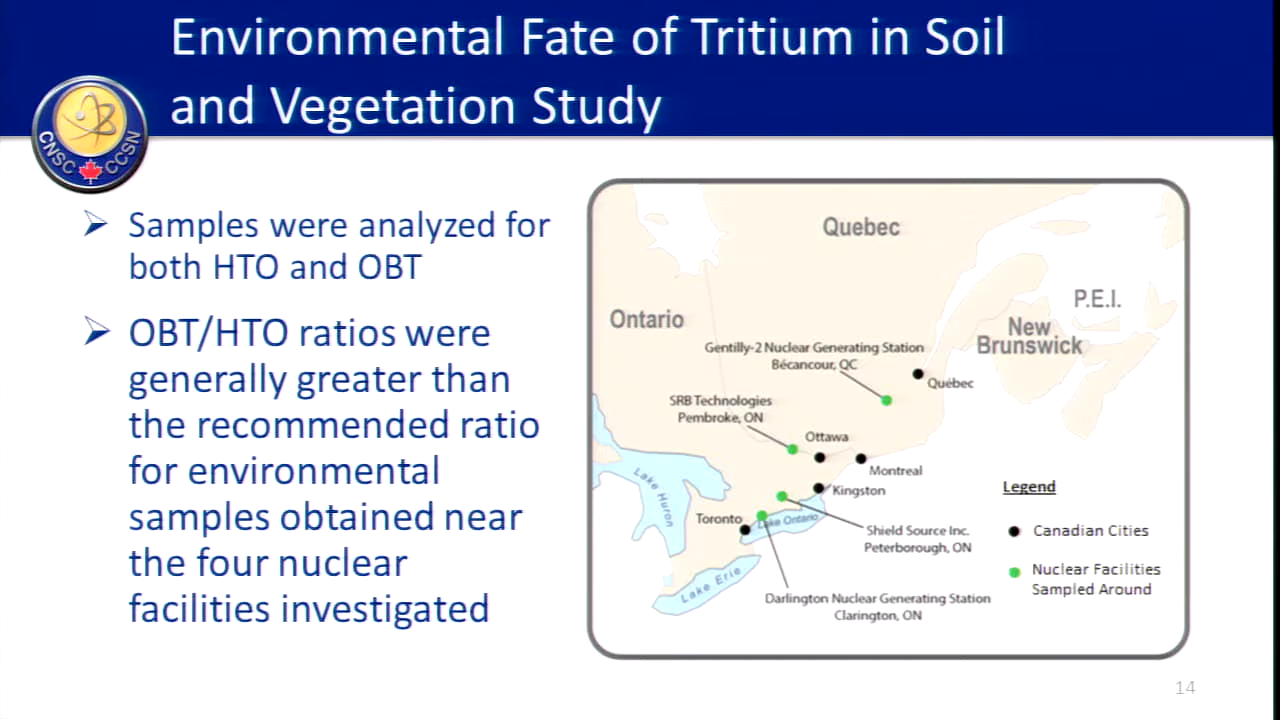 Environmental Fate of Tritium in Soil
and Vegetation Study
CNSC CCSN
➢ Samples were analyzed for
both HTO and OBT
➢ OBT/HTO ratios were
generally greater than
the recommended ratio
for environmental
samples obtained near
the four nuclear
facilities investigated
Quebec
P.E.I.
Ontario
New
Brunswick
Gentilly-2 Nuclear Generating Station
Bécancour, QC
Québec
SRB Technologies
Pembroke, ON
Ottawa
Montreal
Lake Huron
Kingston
Legend
Toronto
Lake Ontario
Shield Source Inc.
Peterborough, ON
Canadian Cities
Nuclear Facilities
Sampled Around
Lake Erie
Darlington Nuclear Generating Station
Clarington, ON
14